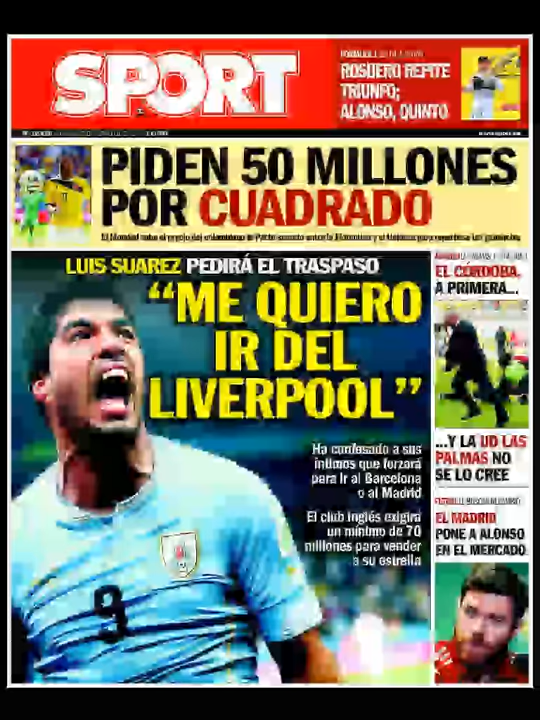 SPORT
ROSBERG REPITE
TRIUNFO;
ALONSO, QUINTO
PIDEN 50 MILLONES
POR CUADRADO
LUIS SUAREZ PEDIRÁ EL TRASPASO
“ME QUIERO
IR DEL
LIVERPOOL”
Ha confesado a sus
íntimos que forzará
para ir al Barcelona
o al Madrid
El club inglés exigirá
un mínimo de 70
millones para vender
a su estrella
EL CÓRDOBA,
A PRIMERA...
...Y LA UD LAS
PALMAS NO
SE LO CREE
EL MADRID
PONE A ALONSO
EN EL MERCADO
9